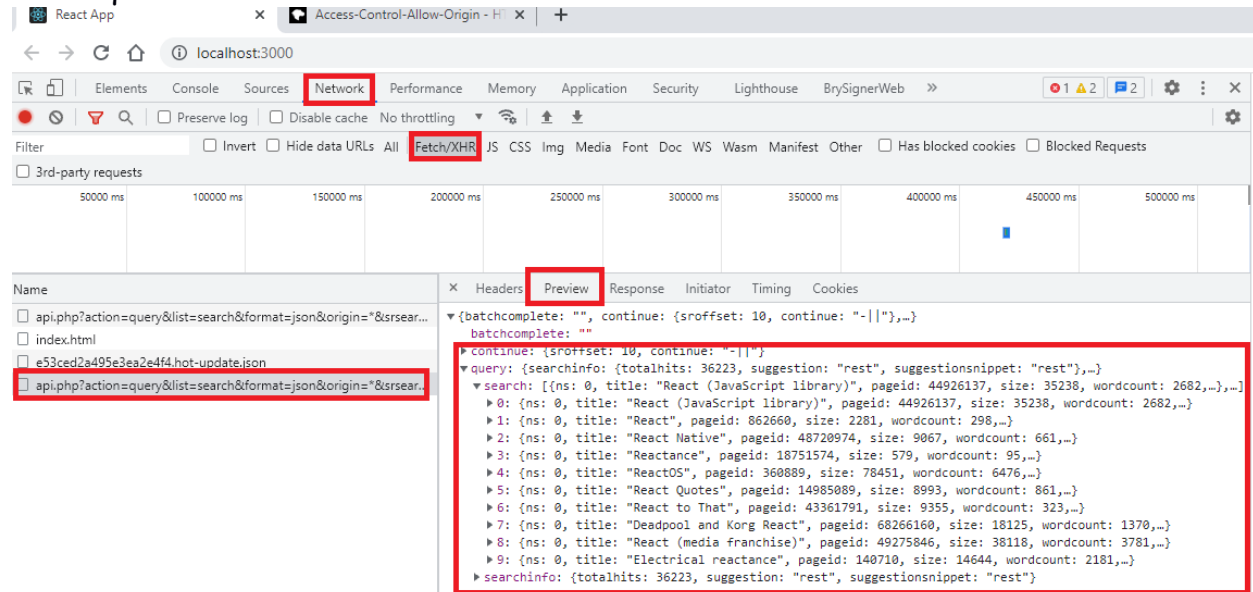 React App × Access-Control-Allow-Origin - H × +
localhost:3000
Elements Console Sources Network Performance Memory Application Security Lighthouse BrySignerWeb » 1 2 2
Preserve log Disable cache No throttling
Filter Invert Hide data URLs All Fetch/XHR JS CSS Img Media Font Doc WS Wasm Manifest Other Has blocked cookies Blocked Requests
3rd-party requests
50000 ms 100000 ms 150000 ms 200000 ms 250000 ms 300000 ms 350000 ms 400000 ms 450000 ms 500000 ms
Name × Headers Preview Response Initiator Timing Cookies
api.php?action=query&list=search&format=json&origin=*&srsear...
index.html
e53ced2a495e3ea2e4f4.hot-update.json
api.php?action=query&list=search&format=json&origin=*&srsear...
▼{batchcomplete: "", continue: {sroffset: 10, continue: "-||"},…}
batchcomplete: ""
▶continue: {sroffset: 10, continue: "-||"}
▼query: {searchinfo: {totalhits: 36223, suggestion: "rest", suggestionsnippet: "rest"},…}
▼search: [{ns: 0, title: "React (JavaScript library)", pageid: 44926137, size: 35238, wordcount: 2682,…},…]
▶0: {ns: 0, title: "React (JavaScript library)", pageid: 44926137, size: 35238, wordcount: 2682,…}
▶1: {ns: 0, title: "React", pageid: 862660, size: 2281, wordcount: 298,…}
▶2: {ns: 0, title: "React Native", pageid: 48720974, size: 9067, wordcount: 661,…}
▶3: {ns: 0, title: "Reactance", pageid: 18751574, size: 579, wordcount: 95,…}
▶4: {ns: 0, title: "ReactOS", pageid: 360889, size: 78451, wordcount: 6476,…}
▶5: {ns: 0, title: "React Quotes", pageid: 14985089, size: 8993, wordcount: 861,…}
▶6: {ns: 0, title: "React to That", pageid: 43361791, size: 9355, wordcount: 323,…}
▶7: {ns: 0, title: "Deadpool and Korg React", pageid: 68266160, size: 18125, wordcount: 1370,…}
▶8: {ns: 0, title: "React (media franchise)", pageid: 49275846, size: 38118, wordcount: 3781,…}
▶9: {ns: 0, title: "Electrical reactance", pageid: 140710, size: 14644, wordcount: 2181,…}
▶searchinfo: {totalhits: 36223, suggestion: "rest", suggestionsnippet: "rest"}